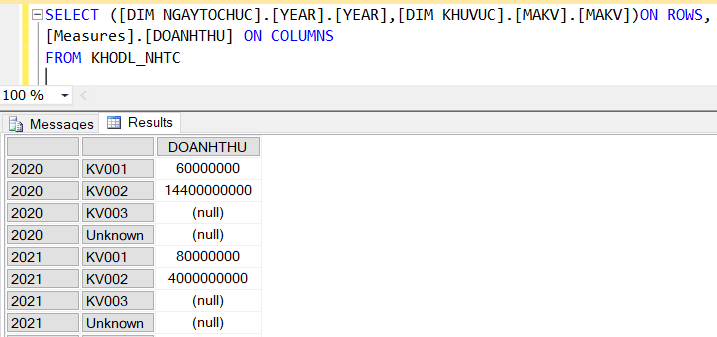 SELECT ([DIM NGAYTOCHUC].[YEAR].[YEAR],[DIM KHUVUC].[MAKV].[MAKV])ON ROWS,
[Measures].[DOANHTHU] ON COLUMNS
FROM KHODL_NHTC
100 %
Messages Results
DOANHTHU
2020 KV001 60000000
2020 KV002 14400000000
2020 KV003 (null)
2020 Unknown (null)
2021 KV001 80000000
2021 KV002 4000000000
2021 KV003 (null)
2021 Unknown (null)